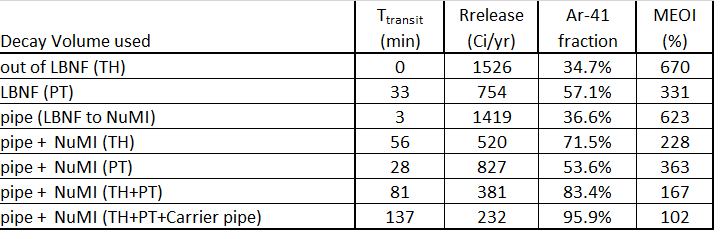 Decay Volume used T_transit (min) Rrelease (Ci/yr) Ar-41 fraction MEOI (%)
out of LBNF (TH) 0 1526 34.7% 670
LBNF (PT) 33 754 57.1% 331
pipe (LBNF to NuMI) 3 1419 36.6% 623
pipe + NuMI (TH) 56 520 71.5% 228
pipe + NuMI (PT) 28 827 53.6% 363
pipe + NuMI (TH+PT) 81 381 83.4% 167
pipe + NuMI (TH+PT+Carrier pipe) 137 232 95.9% 102